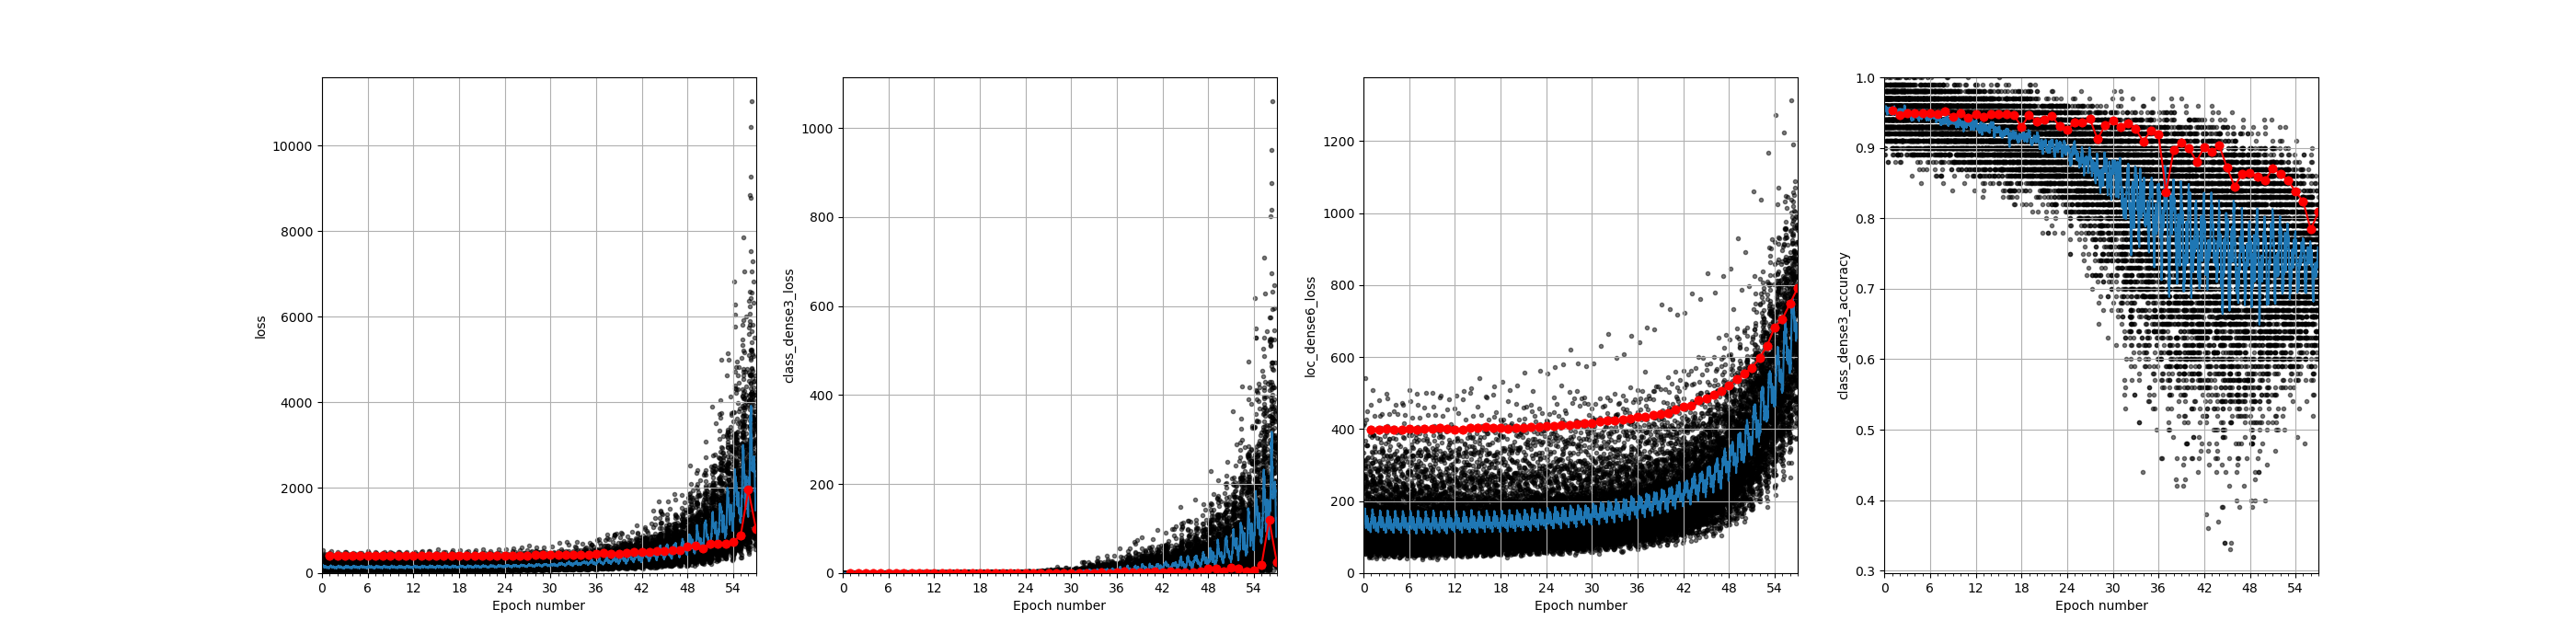 loss
10000
8000
6000
4000
2000
0
0 6 12 18 24 30 36 42 48 54
Epoch number
class_dense3_loss
1000
800
600
400
200
0
0 6 12 18 24 30 36 42 48 54
Epoch number
loc_dense6_loss
1200
1000
800
600
400
200
0
0 6 12 18 24 30 36 42 48 54
Epoch number
class_dense3_accuracy
1.0
0.9
0.8
0.7
0.6
0.5
0.4
0.3
0 6 12 18 24 30 36 42 48 54
Epoch number